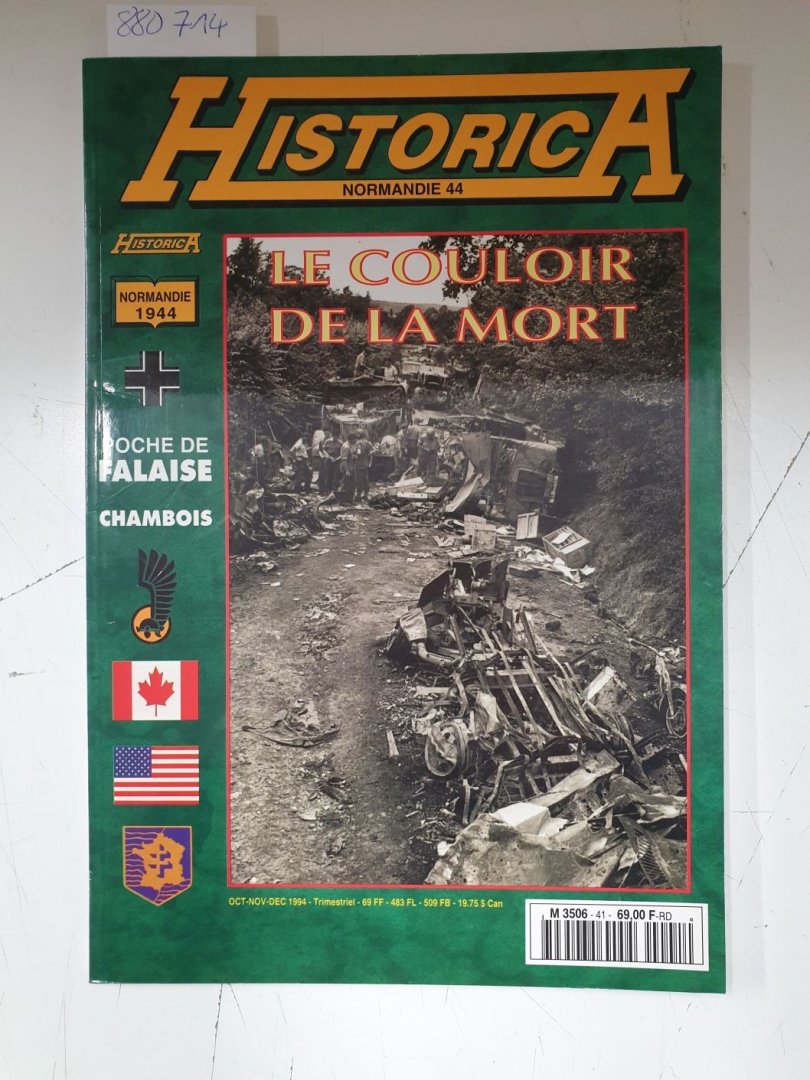 880 714
HISTORICA
NORMANDIE 44
HISTORICA
NORMANDIE
1944
POCHE DE
FALAISE
CHAMBOIS
LE COULOIR
DE LA MORT
OCT-NOV-DEC 1994 - Trimestriel - 69 FF - 483 FL - 509 FB - 19.75 $ Can
M 3506 - 41 - 69,00 F-RD